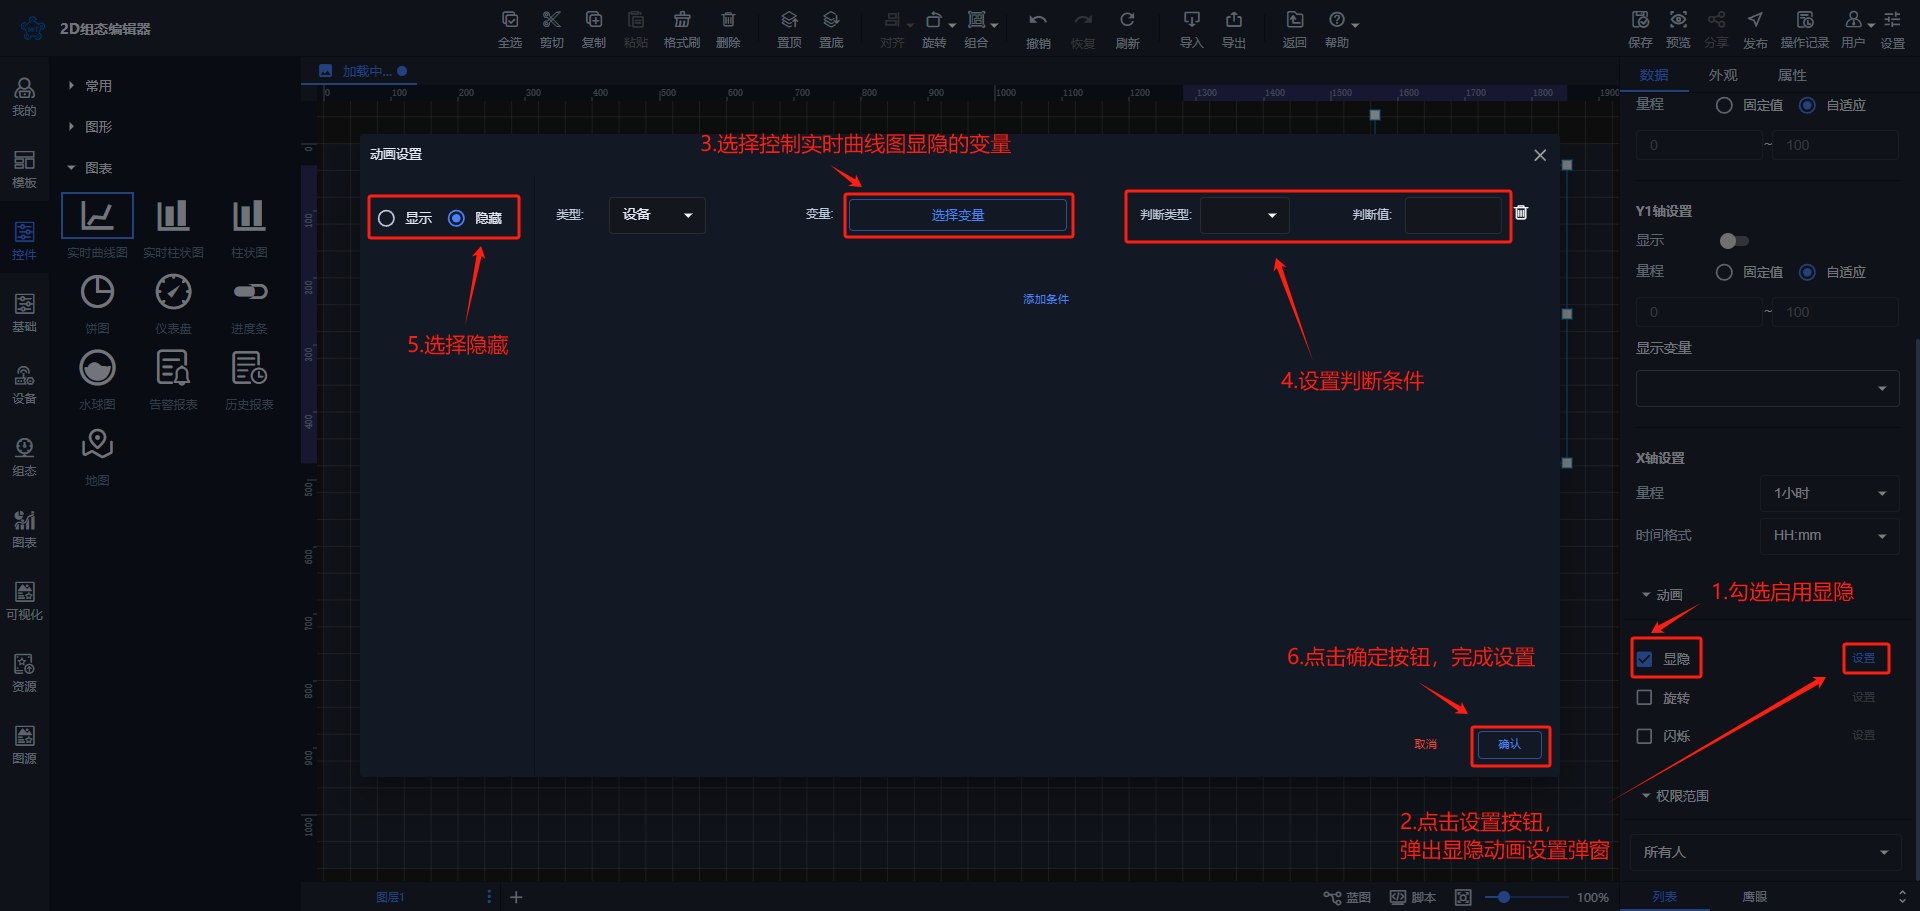 2D组态编辑器
全选
剪切
复制
粘贴
格式刷
删除
置顶
置底
对齐
旋转
组合
撤销
恢复
刷新
导入
导出
返回
帮助
保存
预览
分享
发布
操作记录
用户
设置
我的
模板
控件
基础
设备
组态
图表
可视化
资源
图源
常用
图形
图表
实时曲线图
实时柱状图
柱状图
饼图
仪表盘
进度条
水球图
告警报表
历史报表
地图
加载中...
0 100 200 300 400 500 600 700 800 900 1000 1100 1200 1300 1400 1500 1600 1700 1800 1900
0
100
200
300
400
500
600
700
800
900
1000
动画设置
3.选择控制实时曲线图显隐的变量
显示
隐藏
类型:
设备
变量:
选择变量
判断类型:
判断值:
添加条件
5.选择隐藏
4.设置判断条件
6.点击确定按钮，完成设置
取消
确认
2.点击设置按钮，
弹出显隐动画设置弹窗
数据
外观
属性
量程
固定值
自适应
0
~
100
Y1轴设置
显示
量程
固定值
自适应
0
~
100
显示变量
X轴设置
量程
1小时
时间格式
HH:mm
动画
1.勾选启用显隐
显隐
设置
旋转
设置
闪烁
设置
权限范围
所有人
图层1
蓝图
脚本
100%
列表
鹰眼